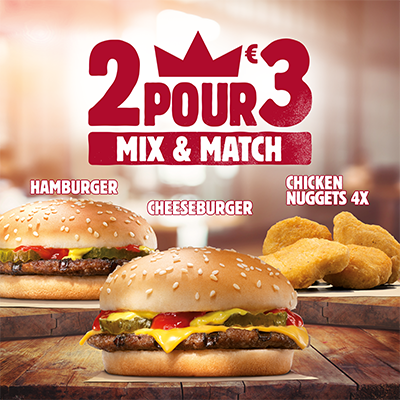 2 POUR €3
MIX & MATCH
HAMBURGER
CHEESEBURGER
CHICKEN
NUGGETS 4X